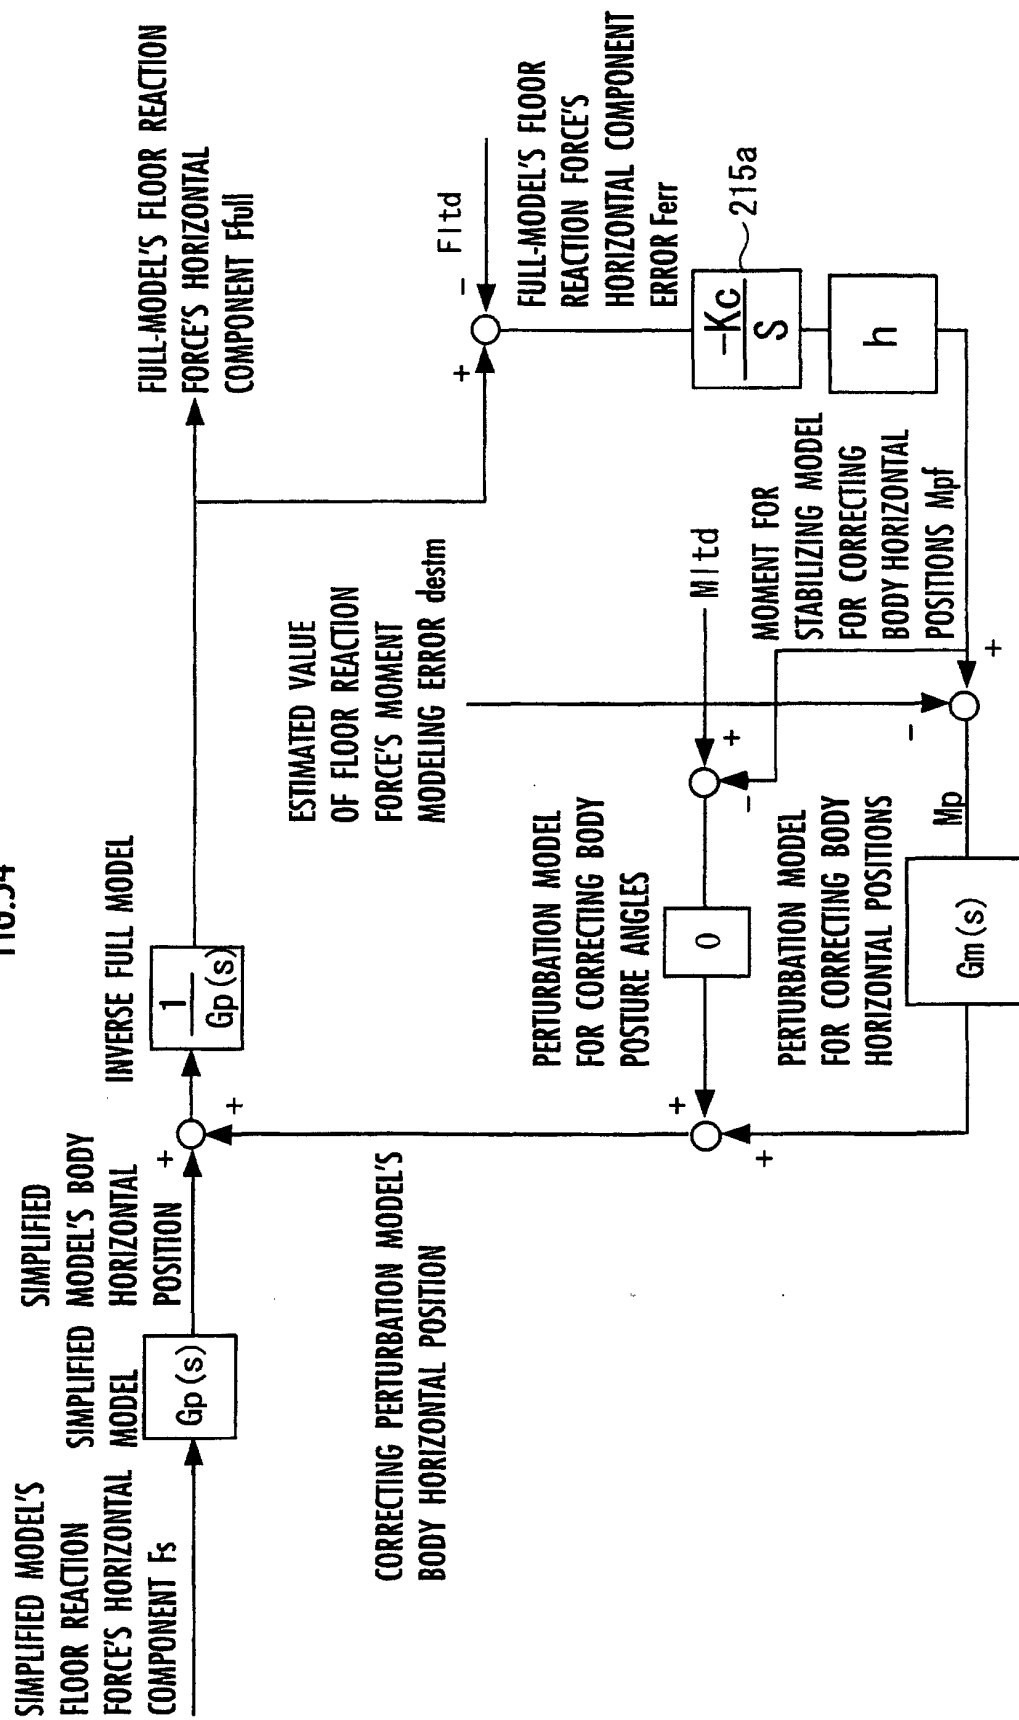 SIMPLIFIED MODEL'S
FLOOR REACTION
FORCE'S HORIZONTAL
COMPONENT Fs
SIMPLIFIED
MODEL
Gp(s)
SIMPLIFIED
MODEL'S BODY
HORIZONTAL
POSITION
+
+
INVERSE FULL MODEL
1
Gp(s)
FULL-MODEL'S FLOOR REACTION
FORCE'S HORIZONTAL
COMPONENT Ffull
CORRECTING PERTURBATION MODEL'S
BODY HORIZONTAL POSITION
ESTIMATED VALUE
OF FLOOR REACTION
FORCE'S MOMENT
MODELING ERROR destm
+
-
Fltd
FULL-MODEL'S FLOOR
REACTION FORCE'S
HORIZONTAL COMPONENT
ERROR Ferr
PERTURBATION MODEL
FOR CORRECTING BODY
POSTURE ANGLES
+
+
0
-
+
Mltd
-Kc
S
215a
h
MOMENT FOR
STABILIZING MODEL
FOR CORRECTING
BODY HORIZONTAL
POSITIONS Mpf
PERTURBATION MODEL
FOR CORRECTING BODY
HORIZONTAL POSITIONS
Gm(s)
Mp
-
+